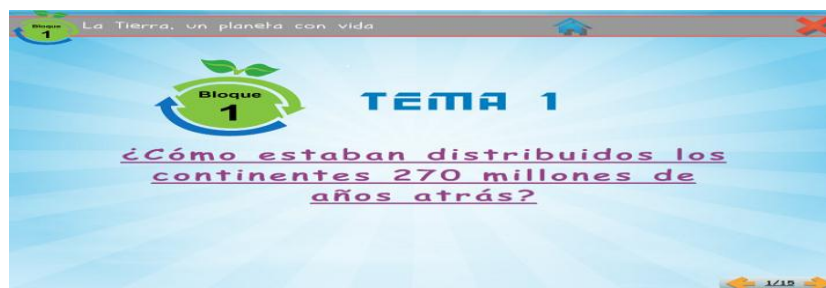 Bloque
1
La Tierra, un planeta con vida
Bloque
1
TEMA 1
¿Cómo estaban distribuidos los
continentes 270 millones de
años atrás?
1/15